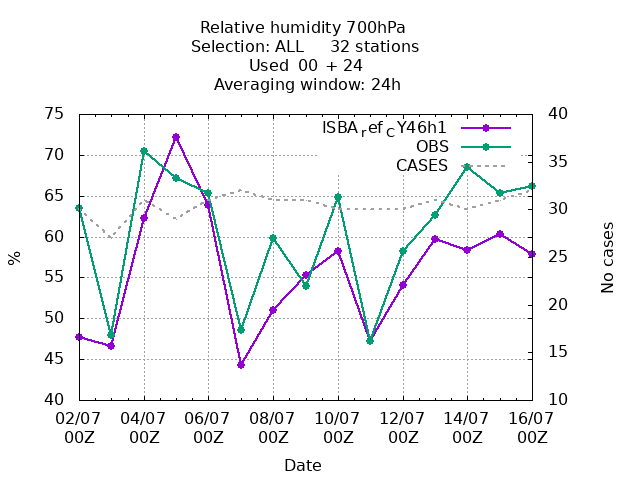 Relative humidity 700hPa
Selection: ALL 32 stations
Used 00 + 24
Averaging window: 24h
75
70
65
60
55
50
45
40
40
35
30
25
20
15
10
ISBA_ref_CY46h1
OBS
CASES
%
No cases
02/07 04/07 06/07 08/07 10/07 12/07 14/07 16/07
00Z 00Z 00Z 00Z 00Z 00Z 00Z 00Z
Date